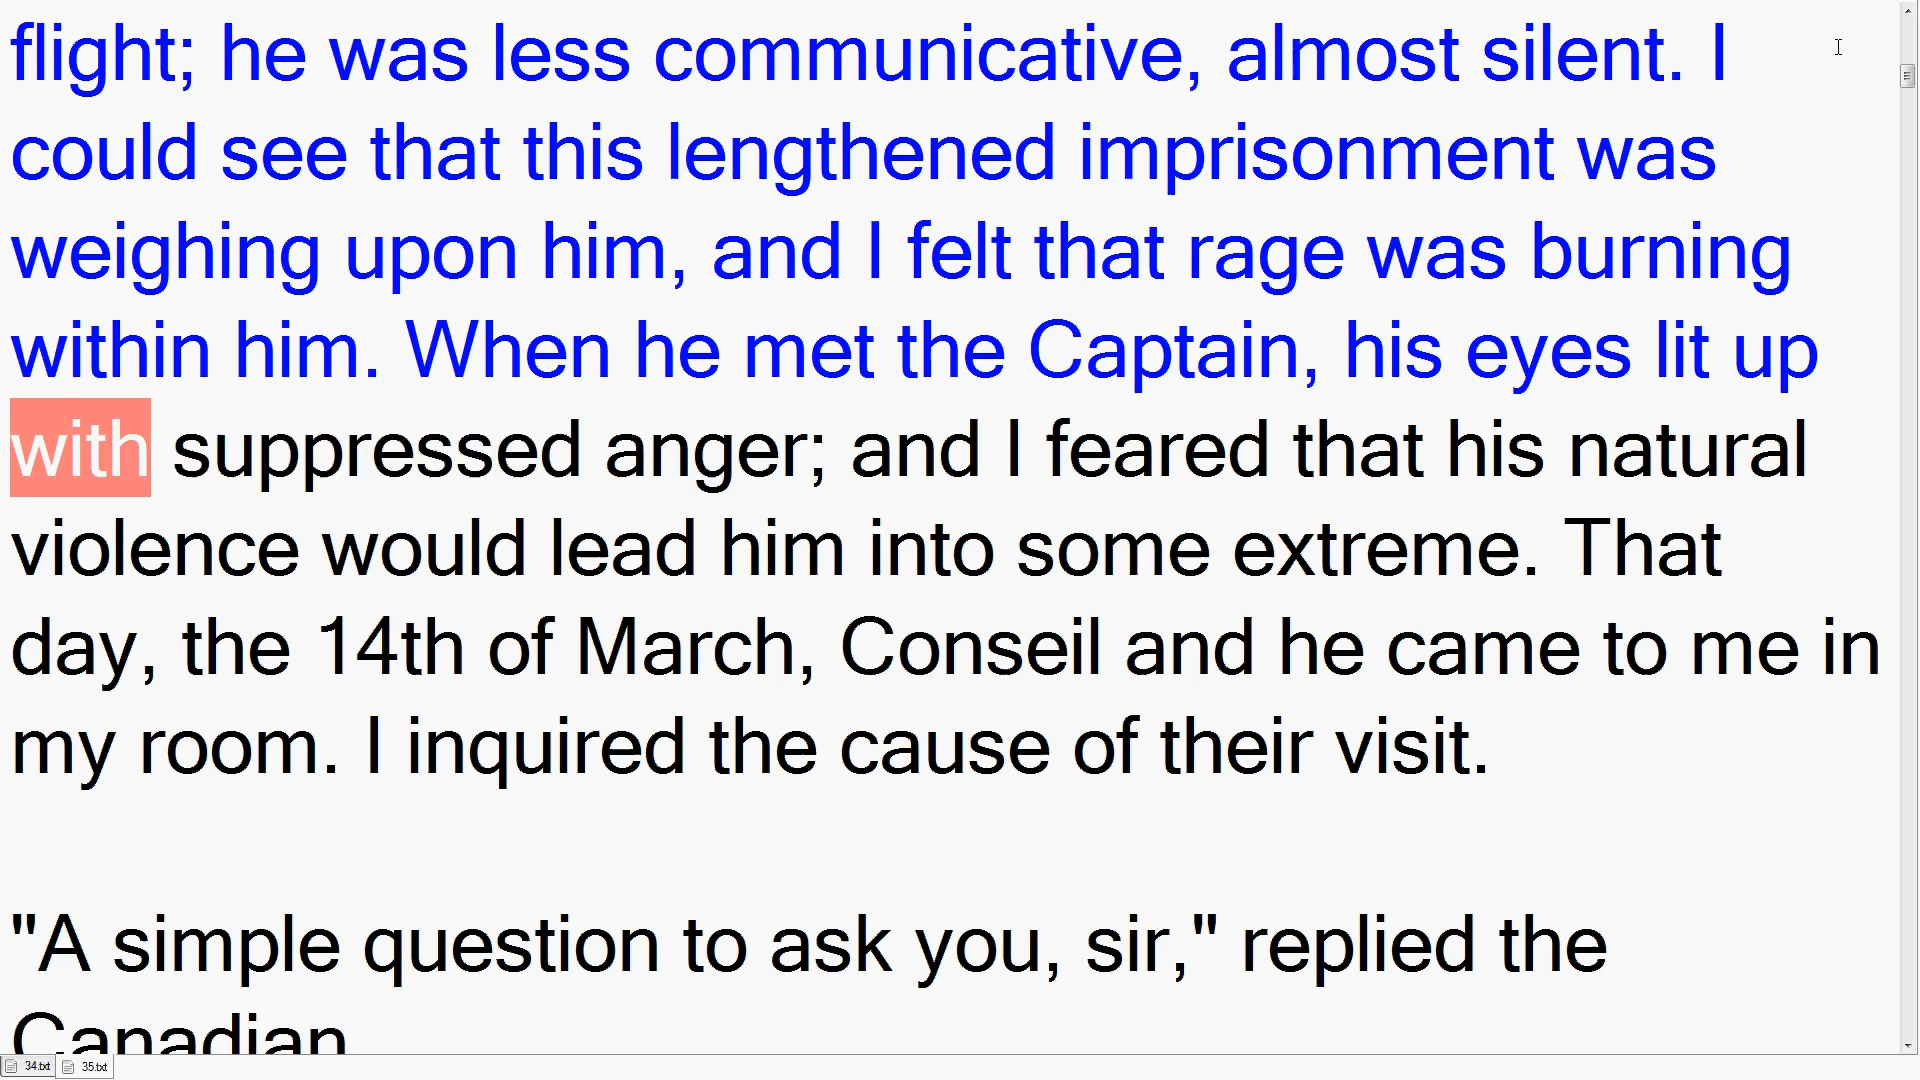 flight; he was less communicative, almost silent. I
could see that this lengthened imprisonment was
weighing upon him, and I felt that rage was burning
within him. When he met the Captain, his eyes lit up
with suppressed anger; and I feared that his natural
violence would lead him into some extreme. That
day, the 14th of March, Conseil and he came to me in
my room. I inquired the cause of their visit.
"A simple question to ask you, sir," replied the
Canadian
34.txt
35.txt